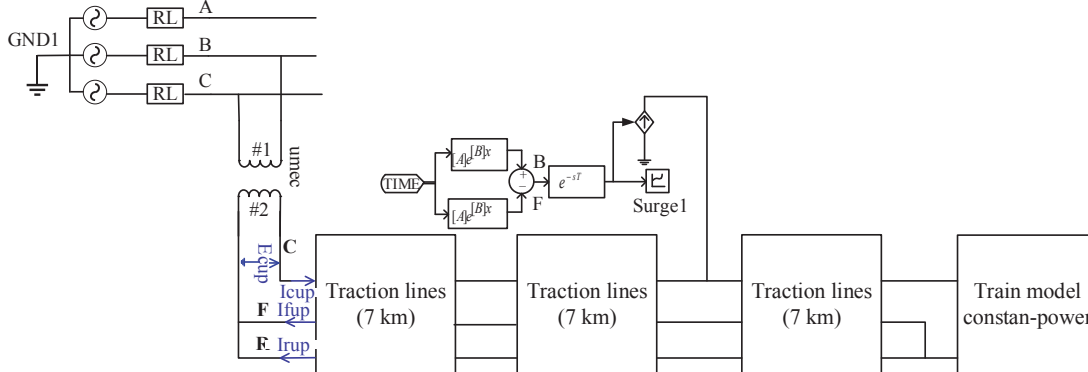 A
RL
GND1
B
RL
C
RL
#1
umec
#2
[A]e[B]x
B
TIME
+
−
e−sT
F
[A]e[B]x
Surge1
C
Ecup
Icup
F Ifup
Irup
Traction lines
(7 km)
Traction lines
(7 km)
Traction lines
(7 km)
Train model
constan-power